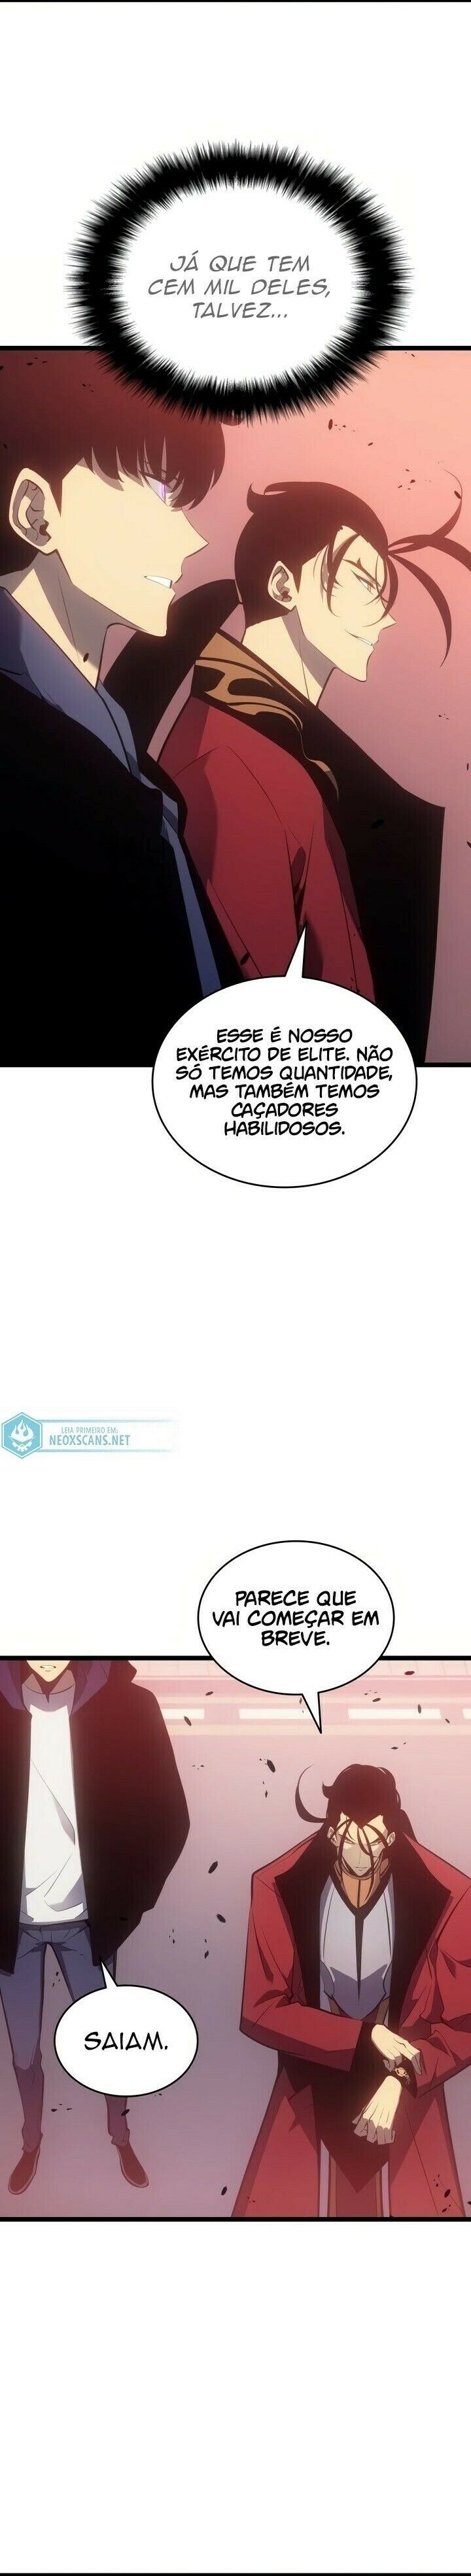 JÁ QUE TEM
CEM MIL DELES,
TALVEZ...
ESSE É NOSSO
EXÉRCITO DE ELITE. NÃO
SÓ TEMOS QUANTIDADE,
MAS TAMBÉM TEMOS
CAÇADORES
HABILIDOSOS.
LEIA PRIMEIRO EM:
NEOXSCANS.NET
PARECE QUE
VAI COMEÇAR EM
BREVE.
SAIAM.